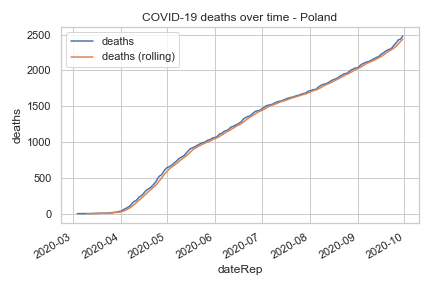 COVID-19 deaths over time - Poland
deaths
deaths (rolling)
2500
2000
1500
1000
500
0
deaths
2020-03
2020-04
2020-05
2020-06
2020-07
2020-08
2020-09
2020-10
dateRep